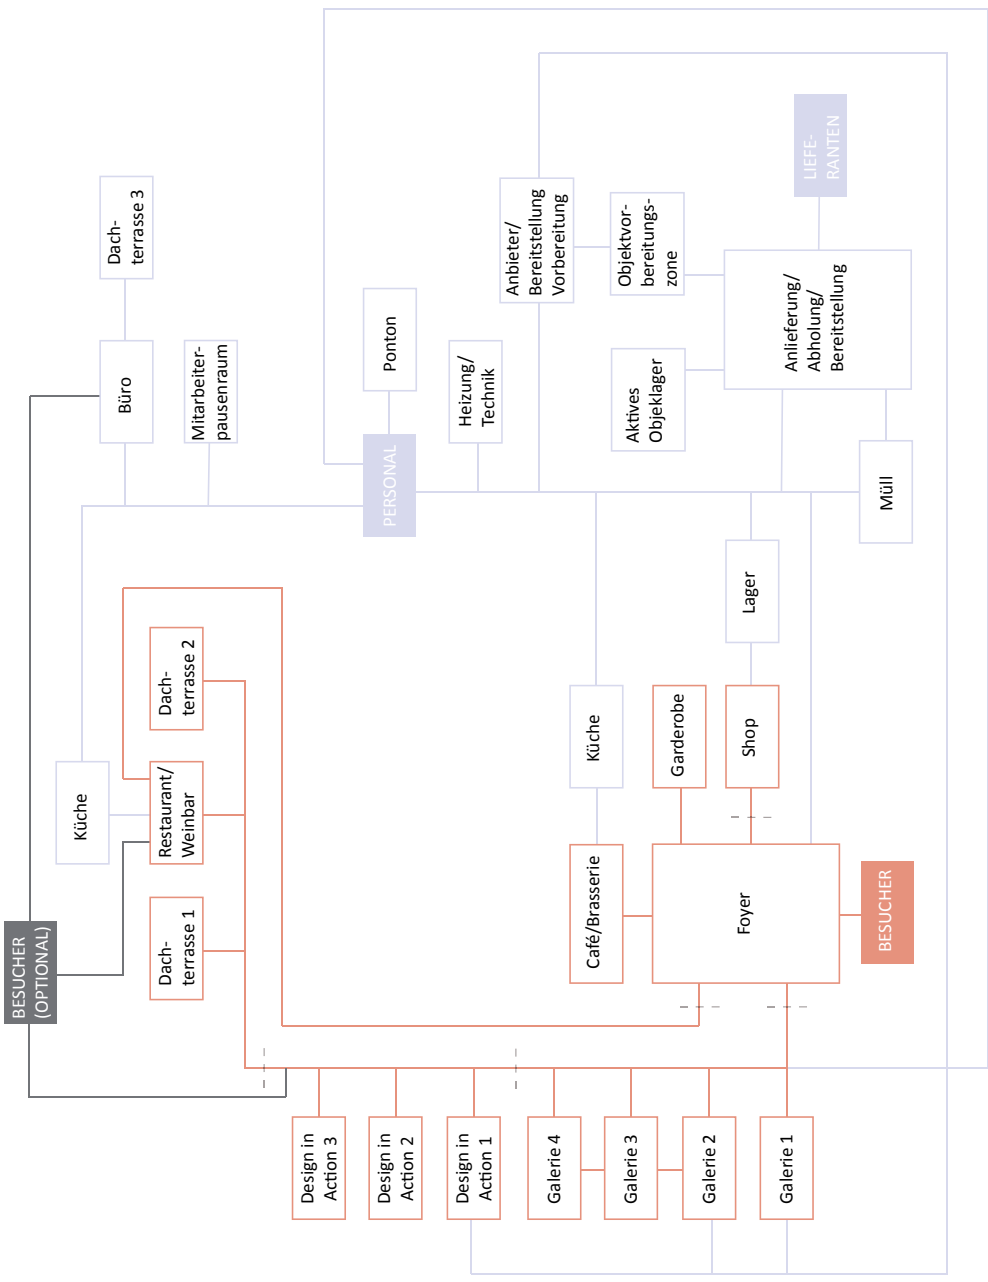 BESUCHER
(OPTIONAL)
Küche
Büro
Dach-
terrasse 3
Dach-
terrasse 1
Restaurant/
Weinbar
Dach-
terrasse 2
Mitarbeiter-
pausenraum
Design in
Action 3
Design in
Action 2
PERSONAL
Ponton
Design in
Action 1
Heizung/
Technik
Galerie 4
Anbieter/
Bereitstellung
Vorbereitung
Café/Brasserie
Küche
Galerie 3
Aktives
Objeklager
Objektvor-
bereitungs-
zone
Galerie 2
Garderobe
Foyer
Shop
Lager
Galerie 1
Anlieferung/
Abholung/
Bereitstellung
LIEFE-
RANTEN
BESUCHER
Müll